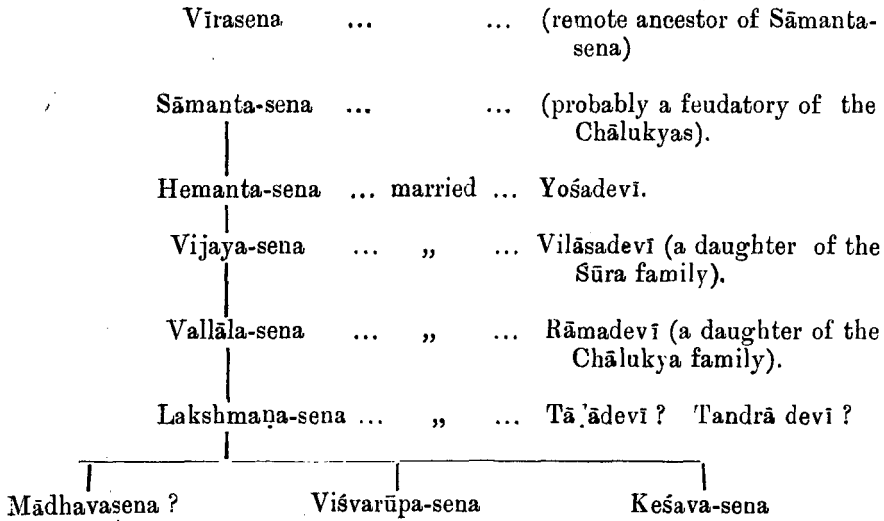 Vīrasena ... ... (remote ancestor of Sāmanta-
sena)
Sāmanta-sena ... ... (probably a feudatory of the
Chālukyas).
Hemanta-sena ... married ... Yośadevī.
Vijaya-sena ... „ ... Vilāsadevī (a daughter of the
Śūra family).
Vallāla-sena ... „ ... Rāmadevī (a daughter of the
Chālukya family).
Lakshmaṇa-sena ... „ ... Tandrā devī ?
Mādhavasena ? Viśvarūpa-sena Keśava-sena